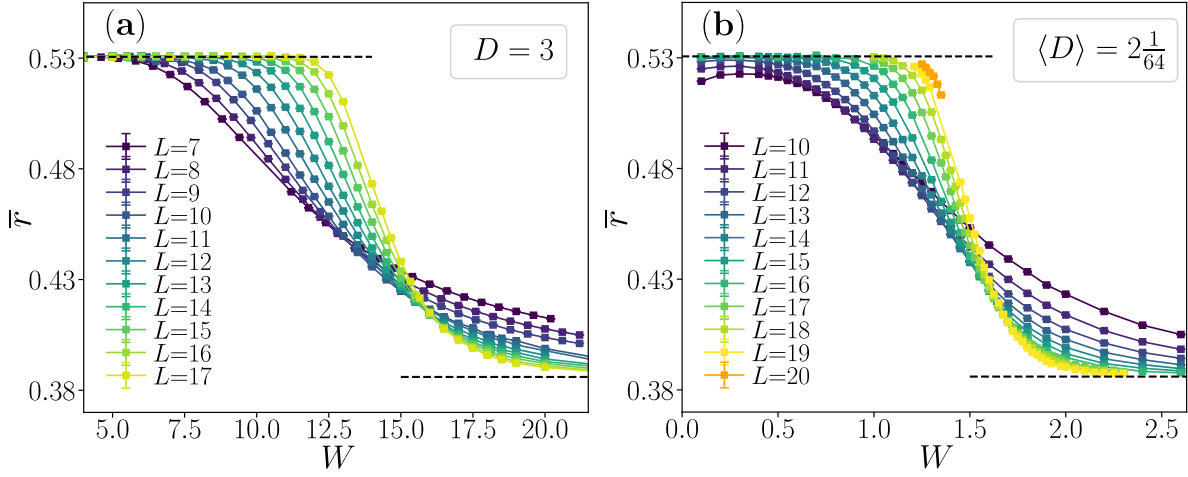 (a)
D = 3
0.53
0.48
0.43
0.38
r̅
L=7
L=8
L=9
L=10
L=11
L=12
L=13
L=14
L=15
L=16
L=17
5.0 7.5 10.0 12.5 15.0 17.5 20.0
W
(b)
⟨D⟩ = 2 1/64
0.53
0.48
0.43
0.38
r̅
L=10
L=11
L=12
L=13
L=14
L=15
L=16
L=17
L=18
L=19
L=20
0.0 0.5 1.0 1.5 2.0 2.5
W